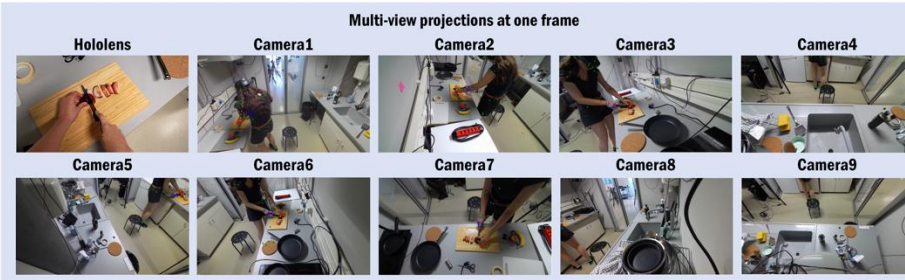 Multi-view projections at one frame
Hololens
Camera1
Camera2
Camera3
Camera4
Camera5
Camera6
Camera7
Camera8
Camera9